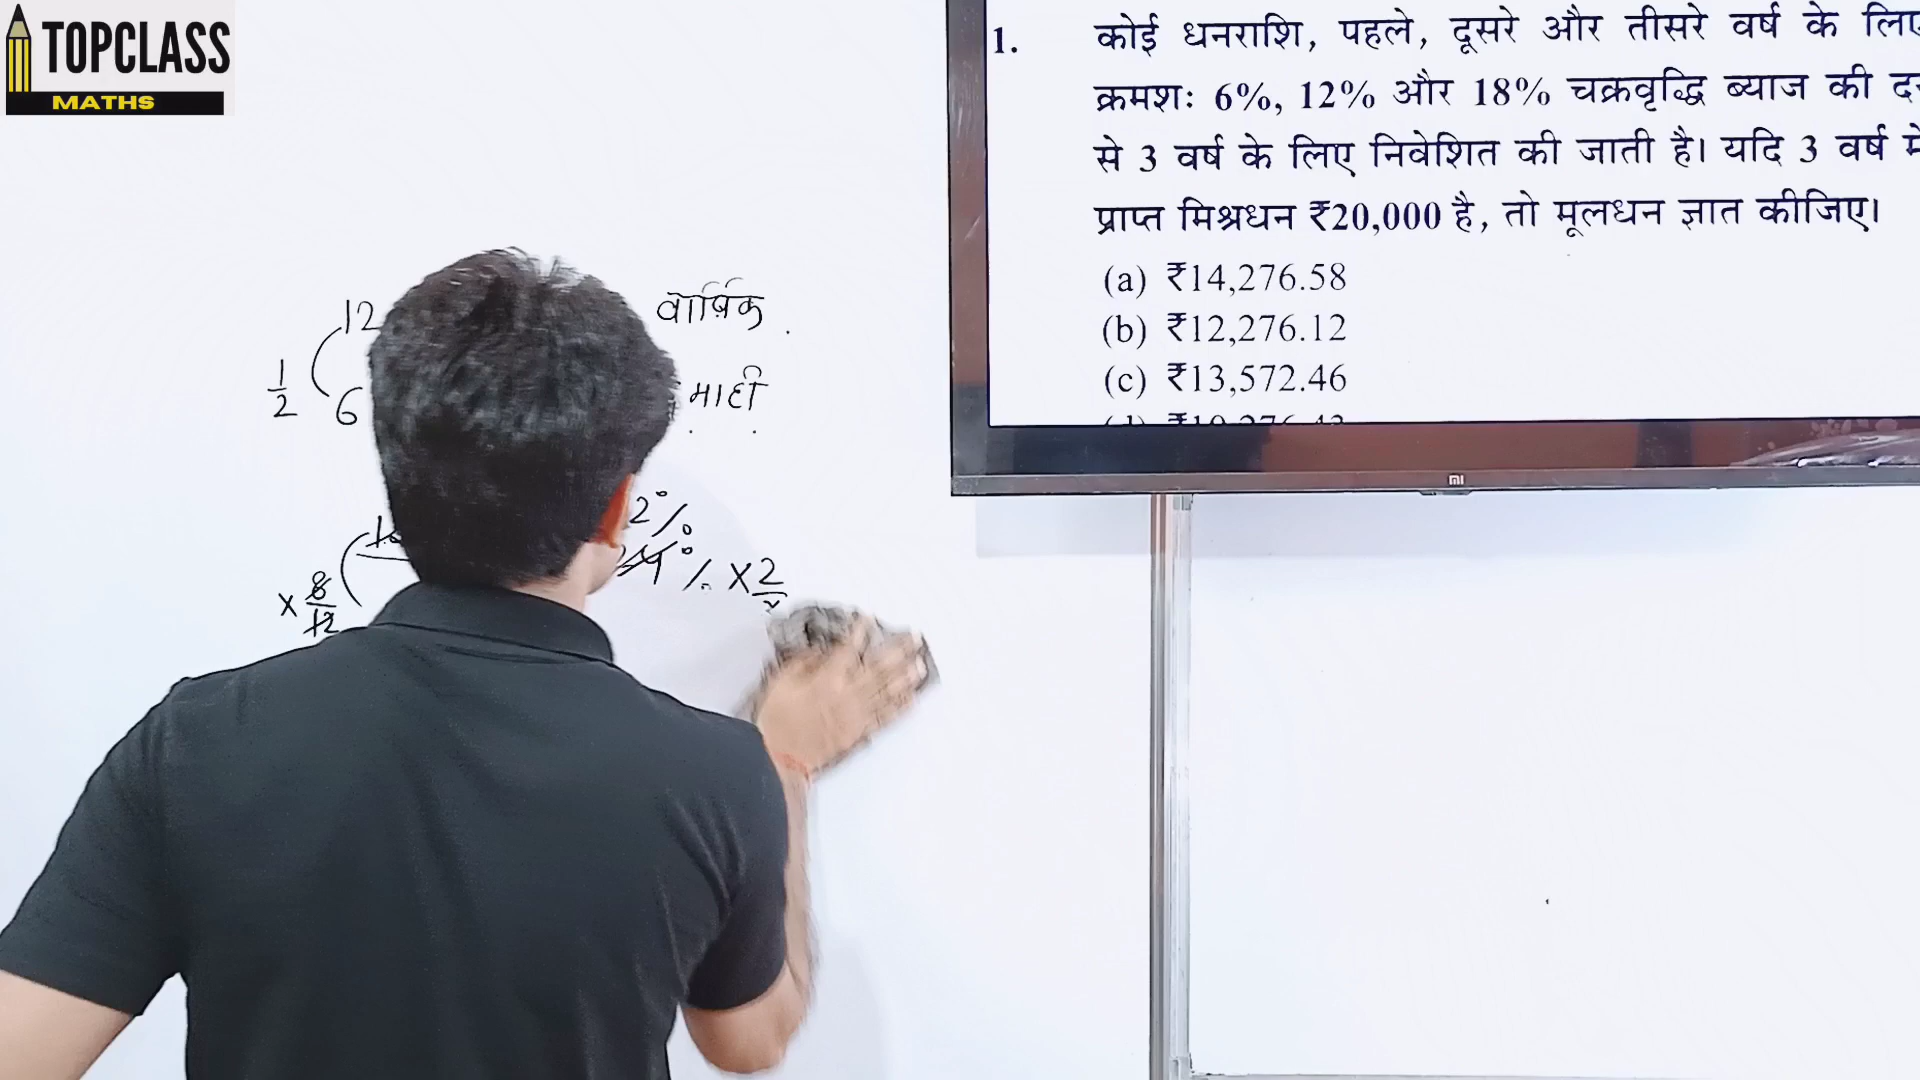 TOPCLASS
MATHS
1. कोई धनराशि, पहले, दूसरे और तीसरे वर्ष के लिए
क्रमशः 6%, 12% और 18% चक्रवृद्धि ब्याज की
से 3 वर्ष के लिए निवेशित की जाती है। यदि 3 वर्ष में
प्राप्त मिश्रधन ₹20,000 है, तो मूलधन ज्ञात कीजिए।
(a) ₹14,276.58
(b) ₹12,276.12
(c) ₹13,572.46
mi
12 वार्षिक
1/2
6 माही
2%
% × 2
× 8/12